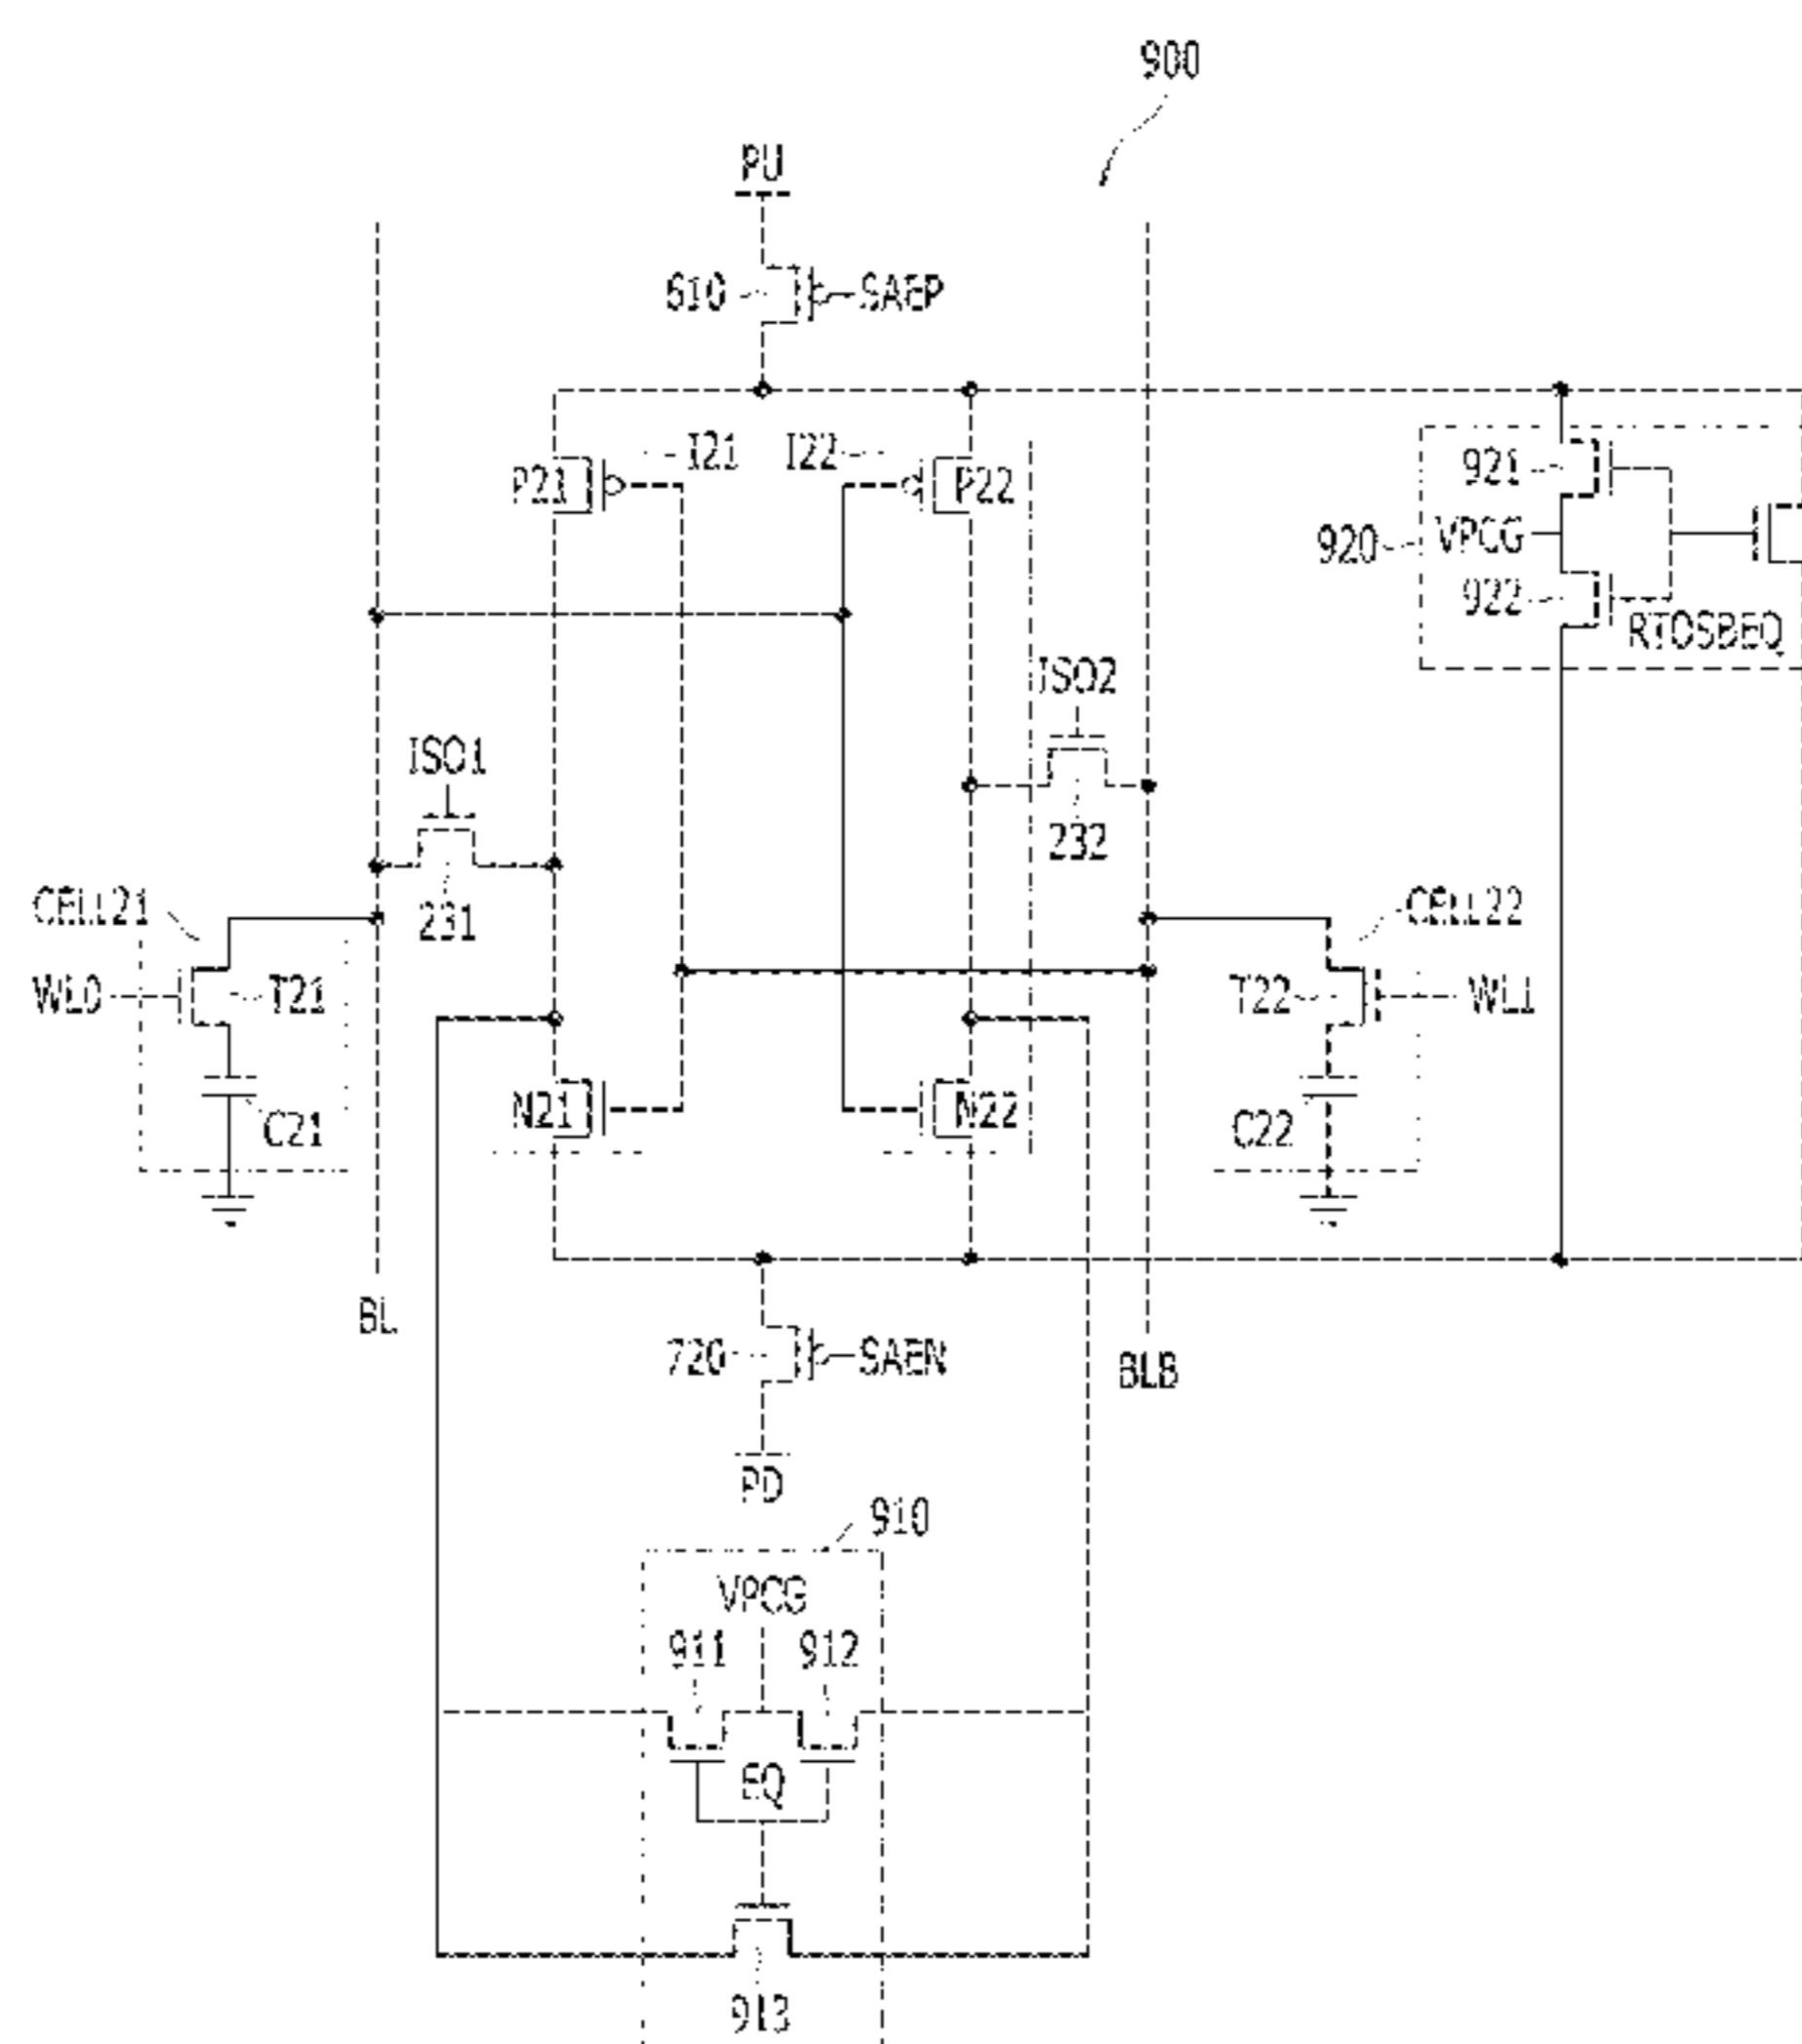 900
PU
610
SAEP
I21
I22
P21
P22
921
920
VPCG
922
RTOSBEQ
ISO2
ISO1
232
CELL21
231
CELL22
WL0
T21
T22
WL1
N21
N22
C21
C22
BL
720
SAEN
BLB
PD
910
VPCG
911
912
EQ
913